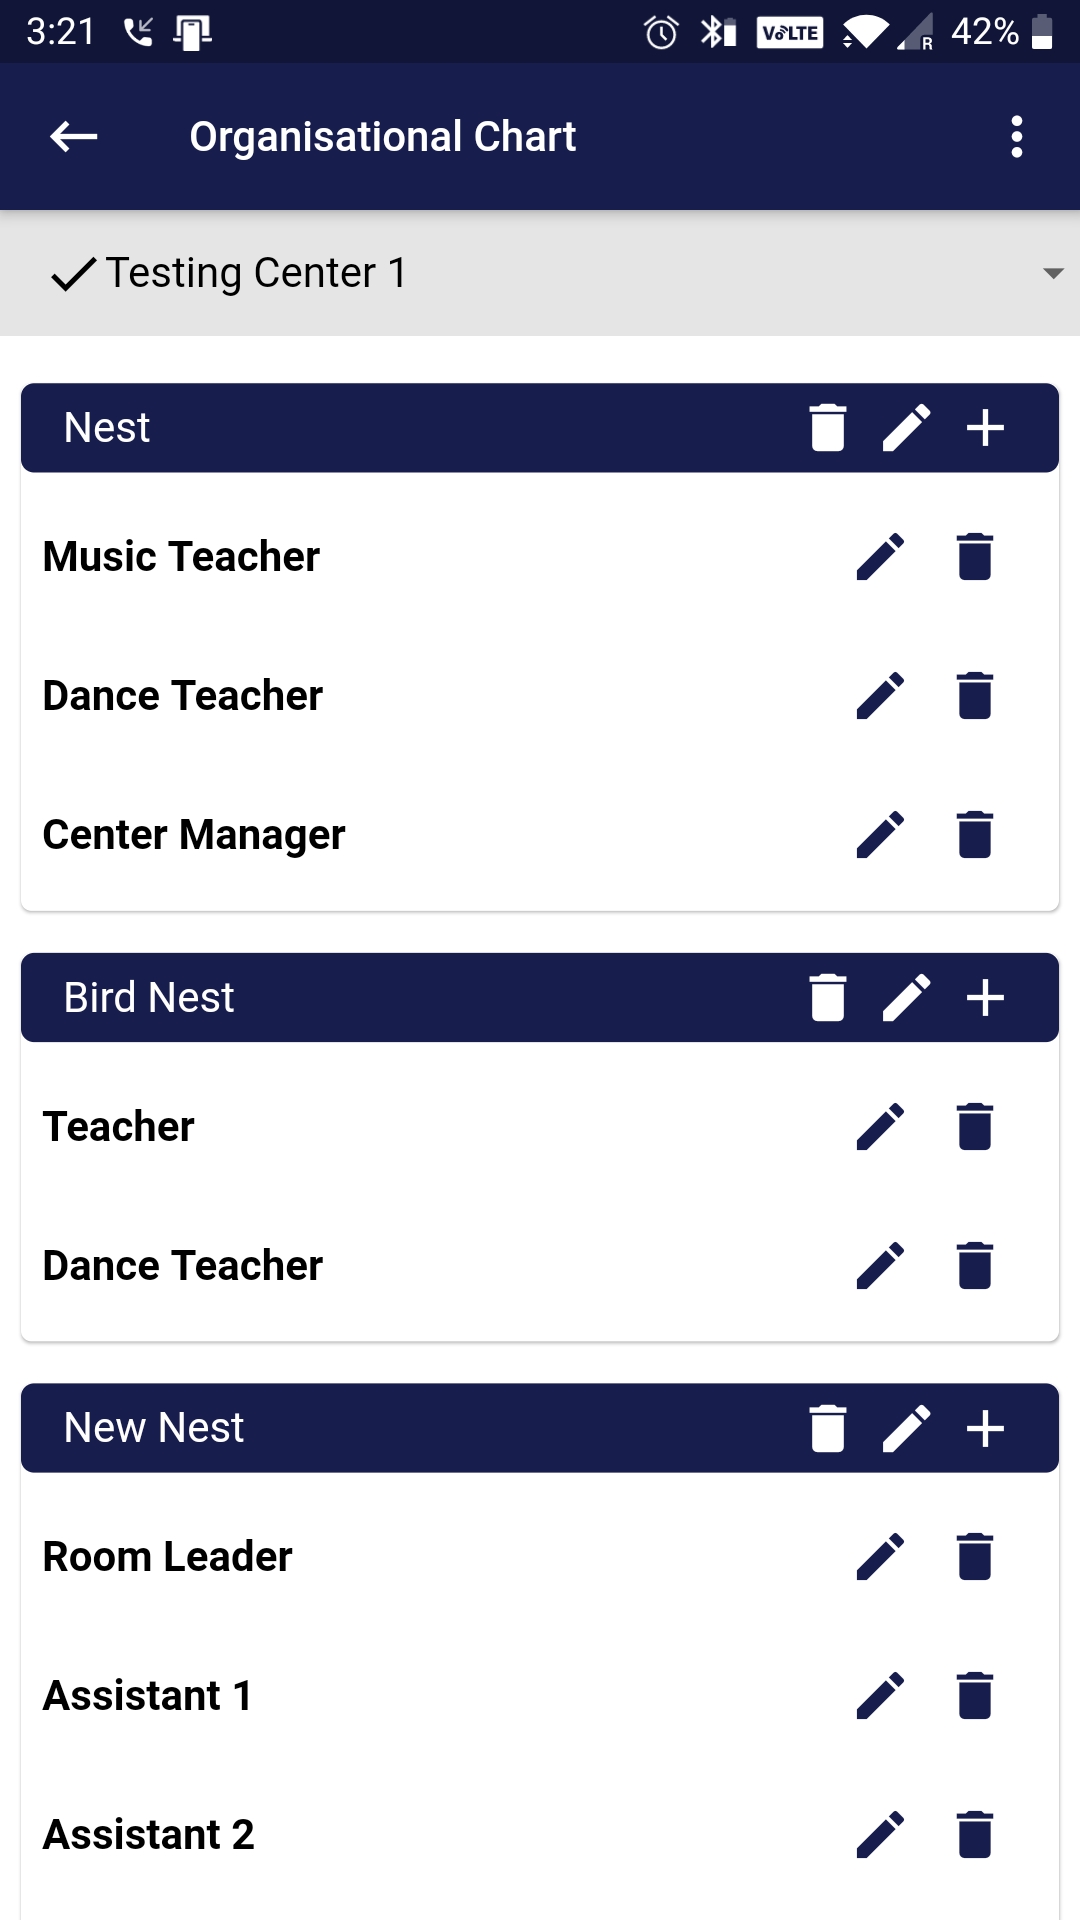 3:21 VoLTE R 42%
Organisational Chart
Testing Center 1
Nest
Music Teacher
Dance Teacher
Center Manager
Bird Nest
Teacher
Dance Teacher
New Nest
Room Leader
Assistant 1
Assistant 2